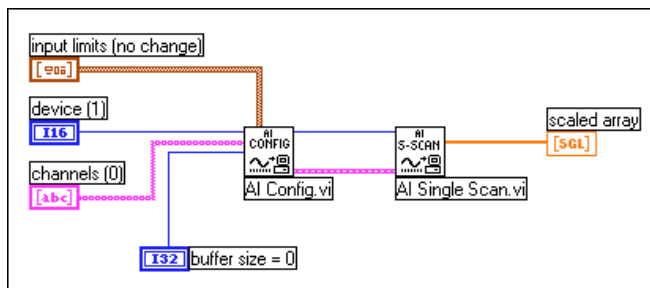 input limits (no change)
device (1)
I16
AI
CONFIG
AI
S-SCAN
scaled array
[SGL]
channels (0)
[abc]
AI Config.vi
AI Single Scan.vi
I32
buffer size = 0